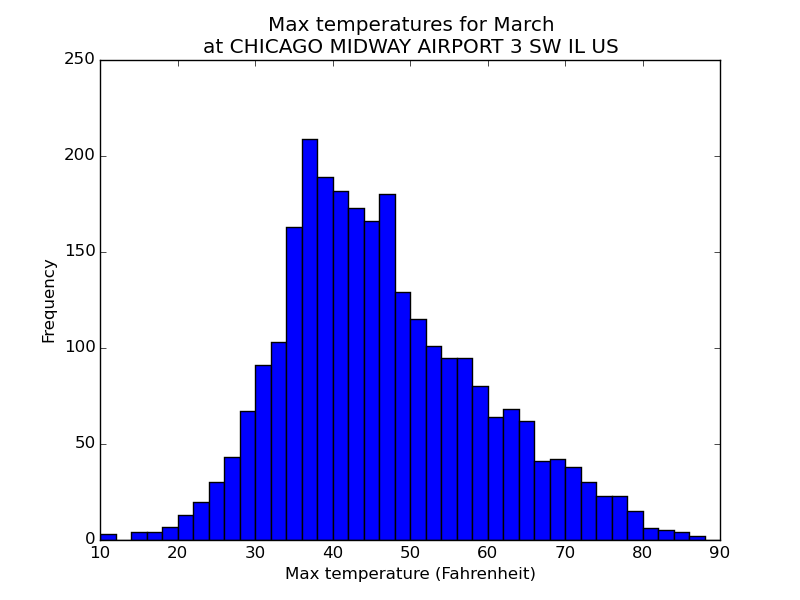 Max temperatures for March
at CHICAGO MIDWAY AIRPORT 3 SW IL US
250
200
150
100
50
0
Frequency
10 20 30 40 50 60 70 80 90
Max temperature (Fahrenheit)